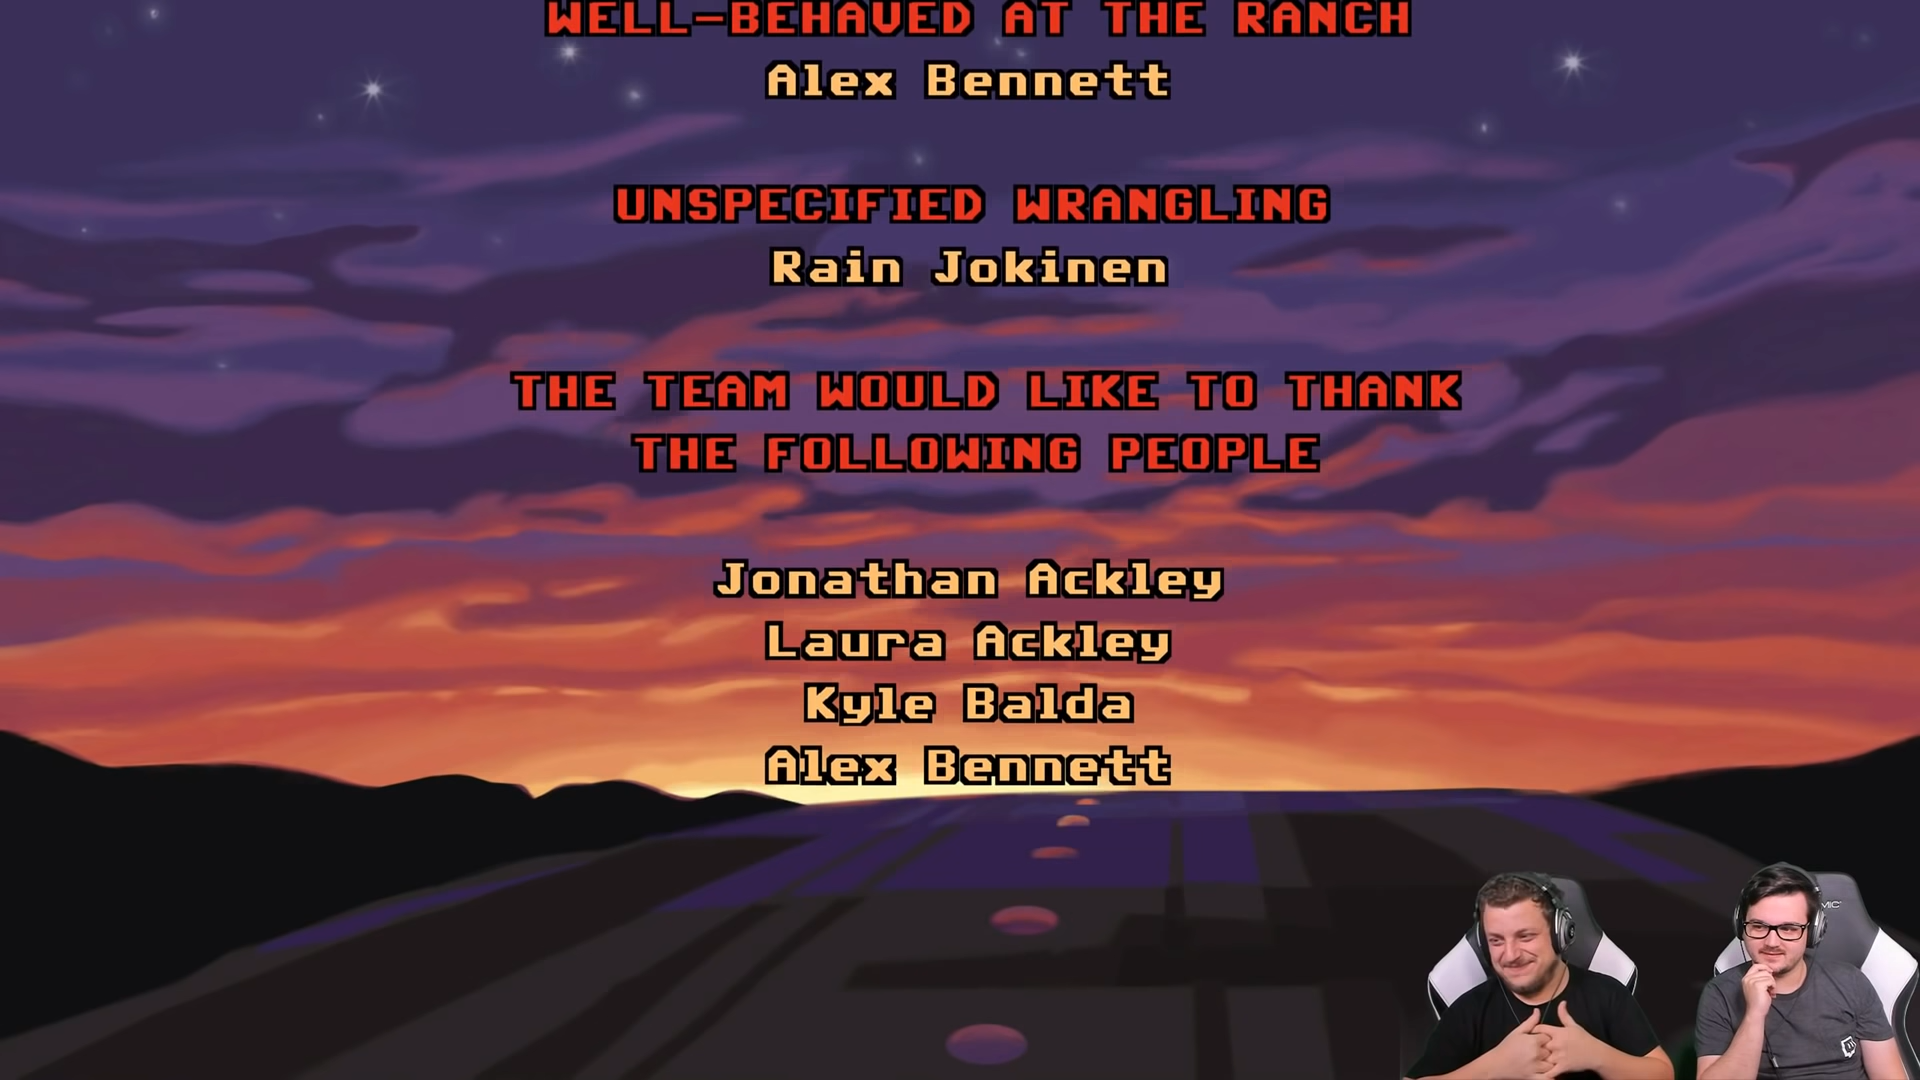 WELL-BEHAVED AT THE RANCH
Alex Bennett
UNSPECIFIED WRANGLING
Rain Jokinen
THE TEAM WOULD LIKE TO THANK
THE FOLLOWING PEOPLE
Jonathan Ackley
Laura Ackley
Kyle Balda
Alex Bennett